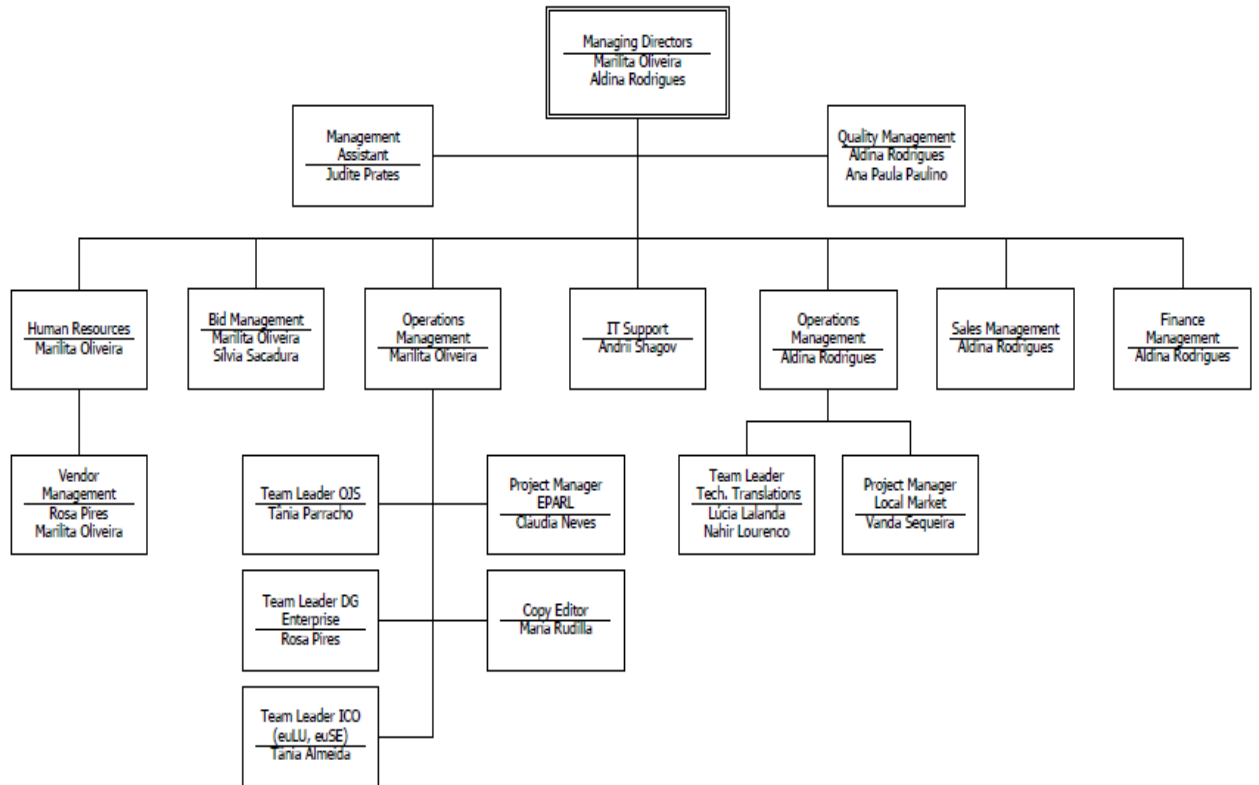 Managing Directors
Marilita Oliveira
Aldina Rodrigues
Management
Assistant
Judite Prates
Quality Management
Aldina Rodrigues
Ana Paula Paulino
Human Resources
Marilita Oliveira
Bid Management
Marilita Oliveira
Sílvia Sacadura
Operations
Management
Marilita Oliveira
IT Support
Andrii Shagov
Operations
Management
Aldina Rodrigues
Sales Management
Aldina Rodrigues
Finance
Management
Aldina Rodrigues
Vendor
Management
Rosa Pires
Marilita Oliveira
Team Leader OJS
Tânia Parracho
Project Manager
EPARL
Cláudia Neves
Team Leader
Tech. Translations
Lúcia Lalanda
Nahir Lourenco
Project Manager
Local Market
Vanda Sequeira
Team Leader DG
Enterprise
Rosa Pires
Copy Editor
Maria Rudilla
Team Leader ICO
(euLU, euSE)
Tânia Almeida